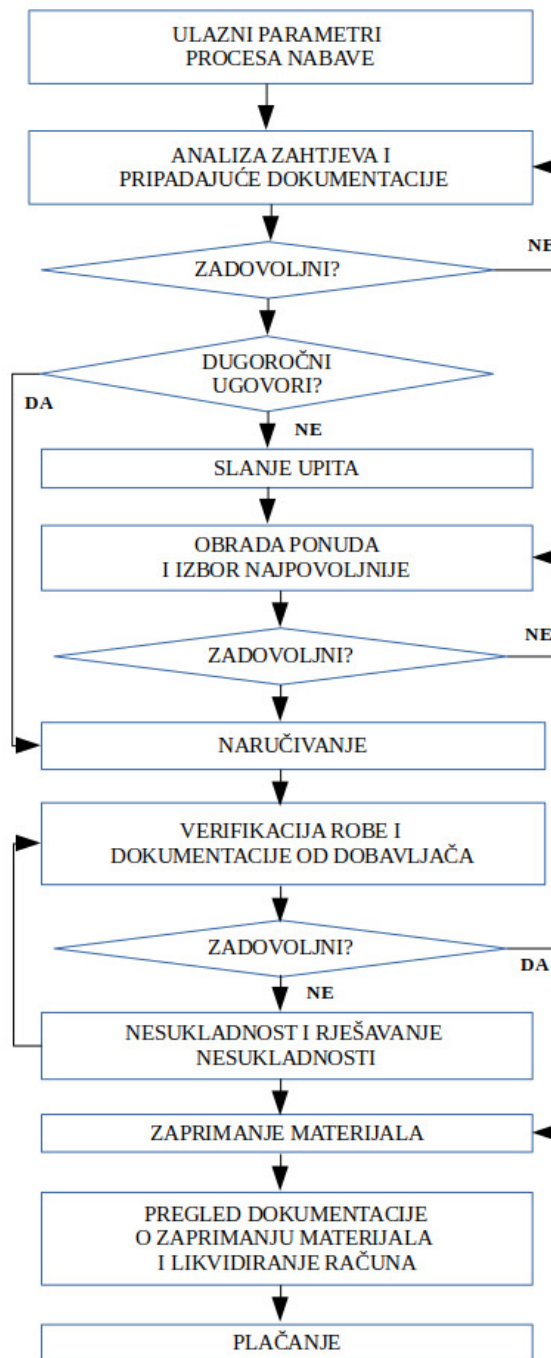 ULAZNI PARAMETRI
PROCESA NABAVE
ANALIZA ZAHTJEVA I
PRIPADAJUĆE DOKUMENTACIJE
ZADOVOLJNI?
NE
DUGOROČNI
UGOVORI?
DA
NE
SLANJE UPITA
OBRADA PONUDA
I IZBOR NAJPOVOLJNIJE
ZADOVOLJNI?
NE
NARUČIVANJE
VERIFIKACIJA ROBE I
DOKUMENTACIJE OD DOBAVLJAČA
ZADOVOLJNI?
DA
NE
NESUKLADNOST I RJEŠAVANJE
NESUKLADNOSTI
ZAPRIMANJE MATERIJALA
PREGLED DOKUMENTACIJE
O ZAPRIMANJU MATERIJALA
I LIKVIDIRANJE RAČUNA
PLAČANJE